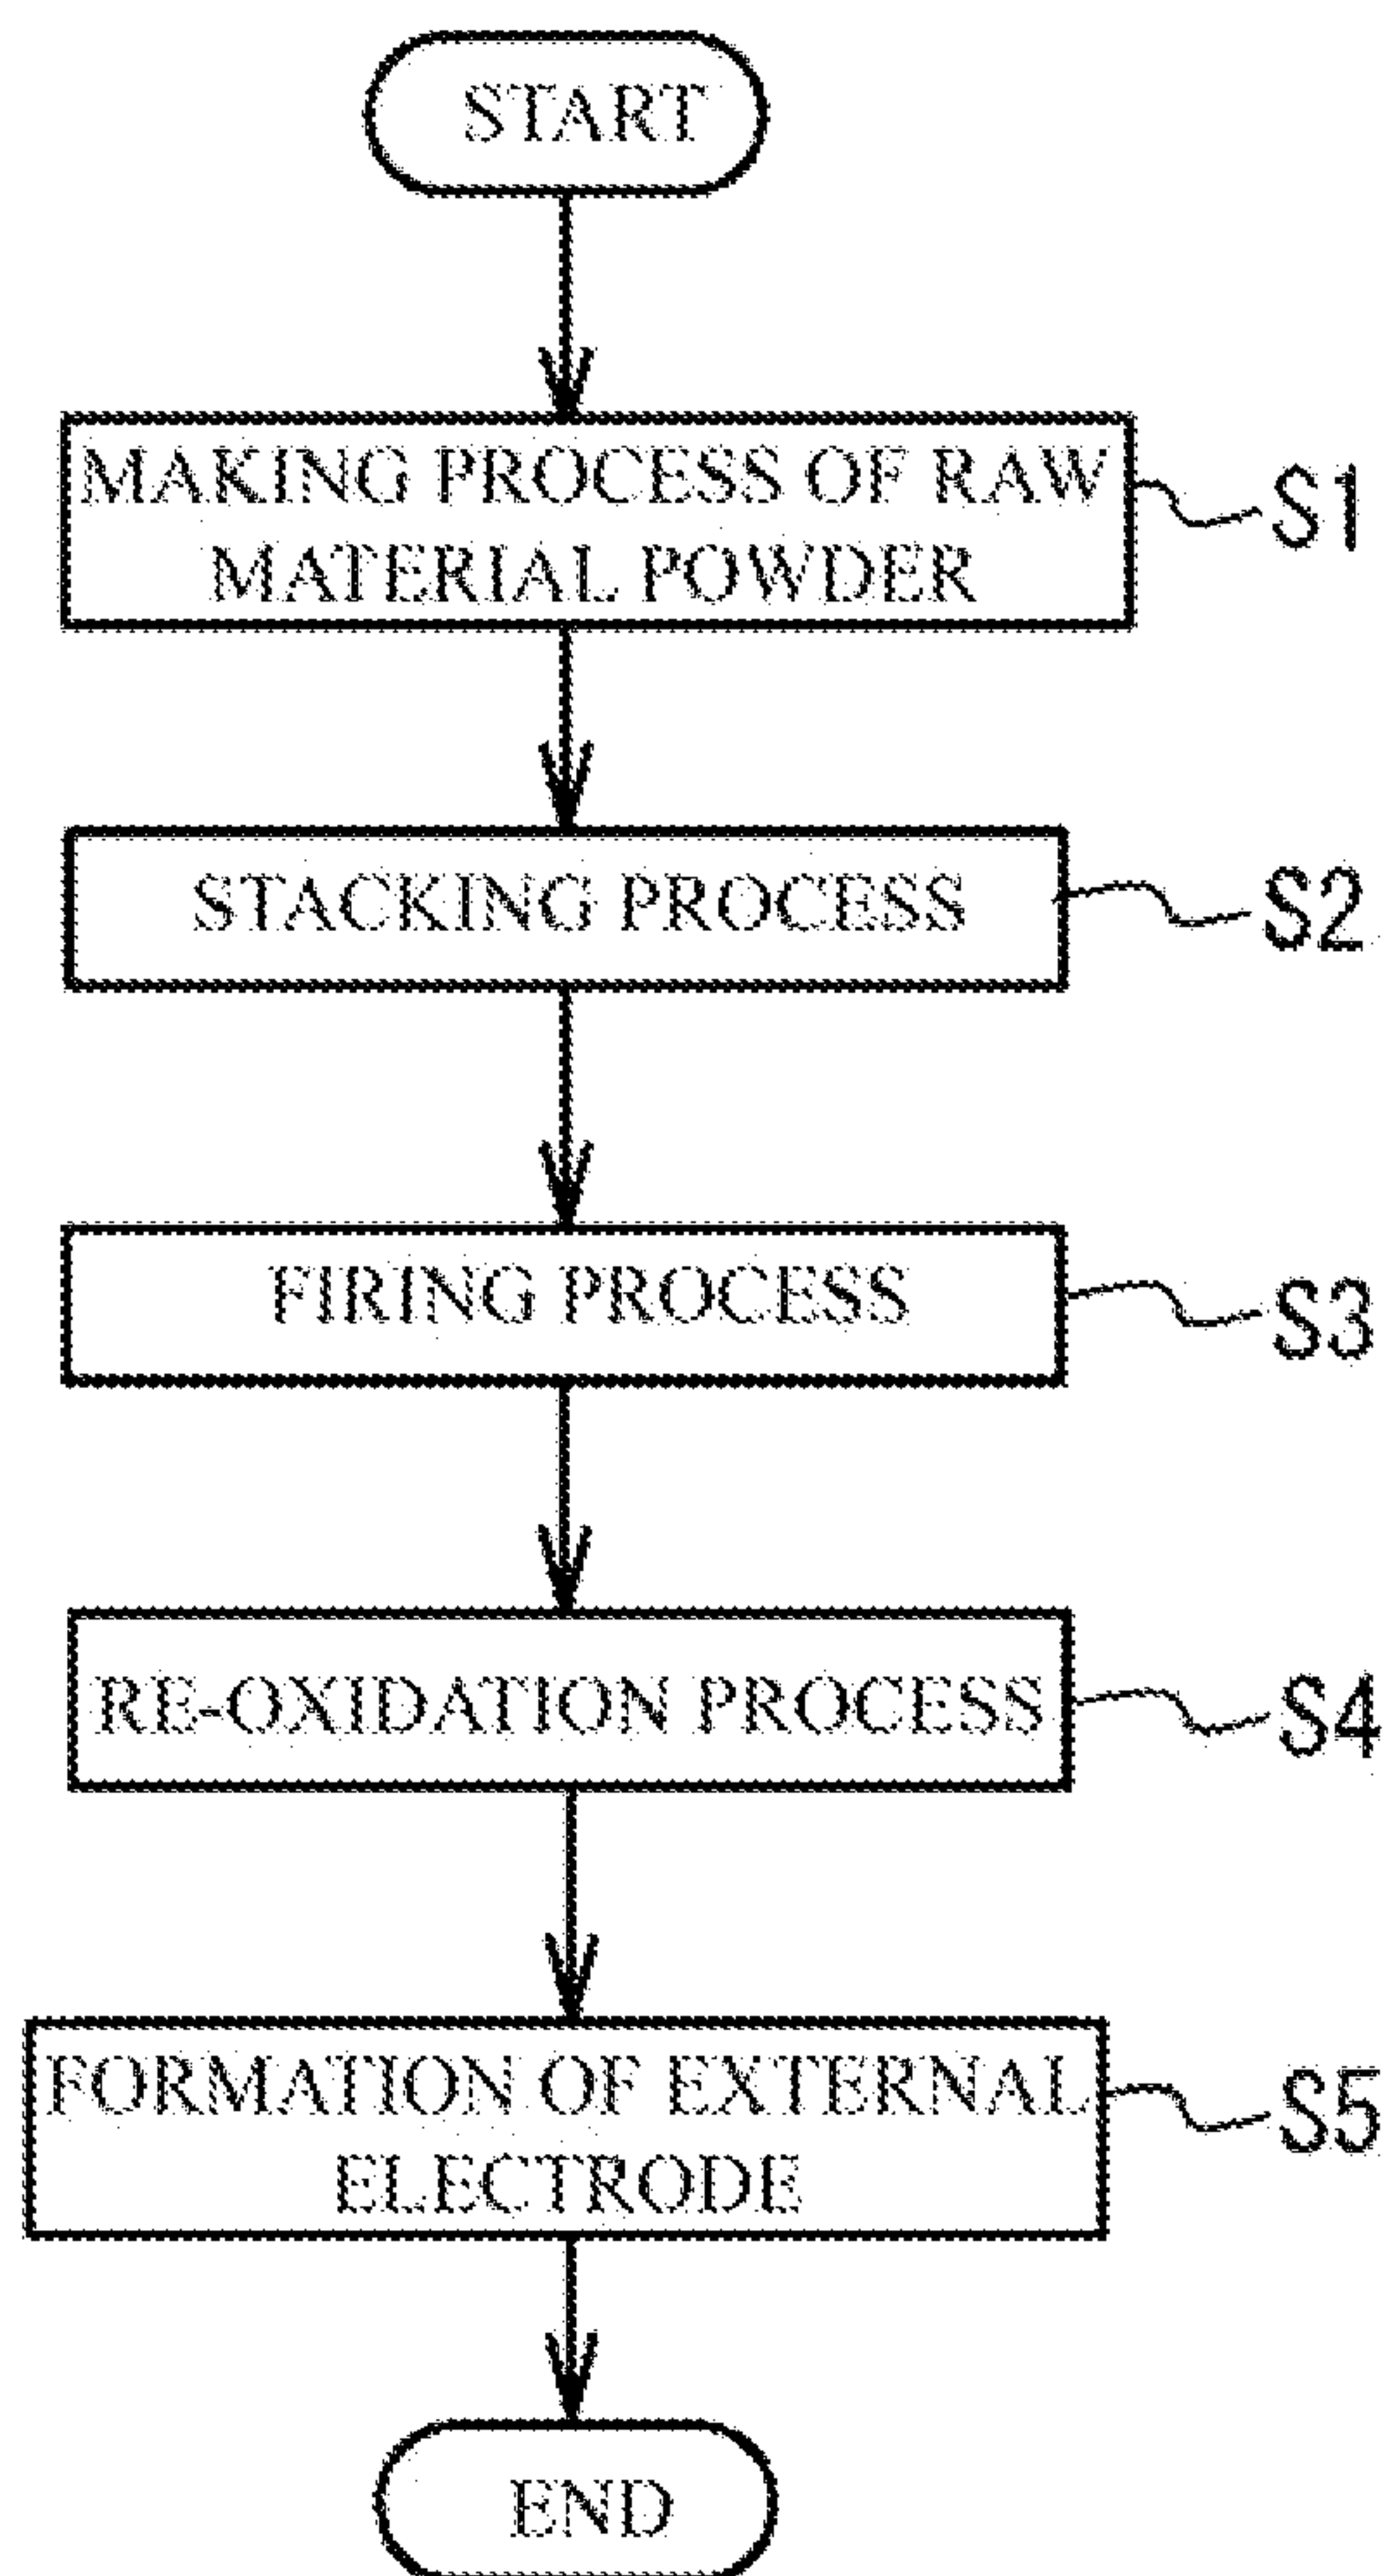 START
MAKING PROCESS OF RAW
MATERIAL POWDER
S1
STACKING PROCESS
S2
FIRING PROCESS
S3
RE-OXIDATION PROCESS
S4
FORMATION OF EXTERNAL
ELECTRODE
S5
END